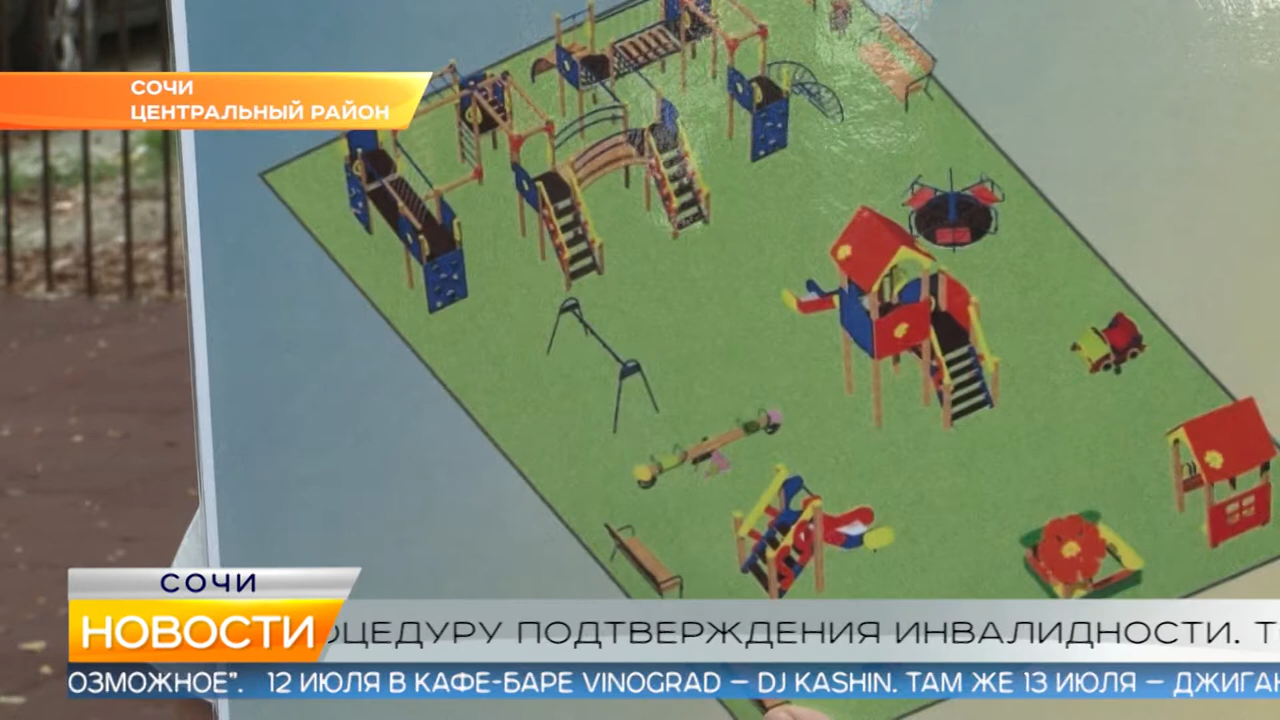 СОЧИ
ЦЕНТРАЛЬНЫЙ РАЙОН
СОЧИ
НОВОСТИ
ОЦЕДУРУ ПОДТВЕРЖДЕНИЯ ИНВАЛИДНОСТИ. Т
ОЗМОЖНОЕ”. 12 ИЮЛЯ В КАФЕ-БАРЕ VINOGRAD – DJ KASHIN. ТАМ ЖЕ 13 ИЮЛЯ – ДЖИГАН